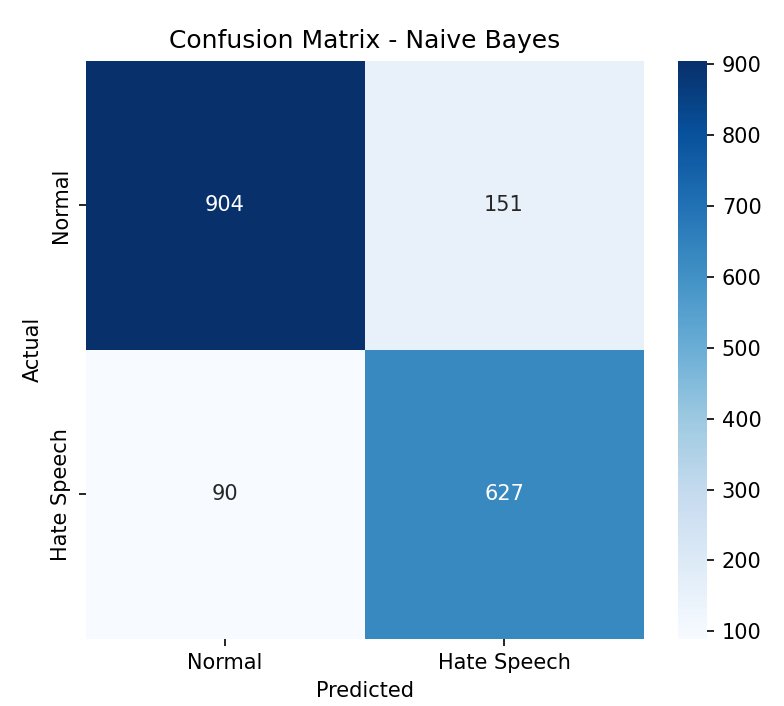 Confusion Matrix - Naive Bayes
Actual
Normal
Hate Speech
904
151
90
627
Normal
Hate Speech
Predicted
900
800
700
600
500
400
300
200
100